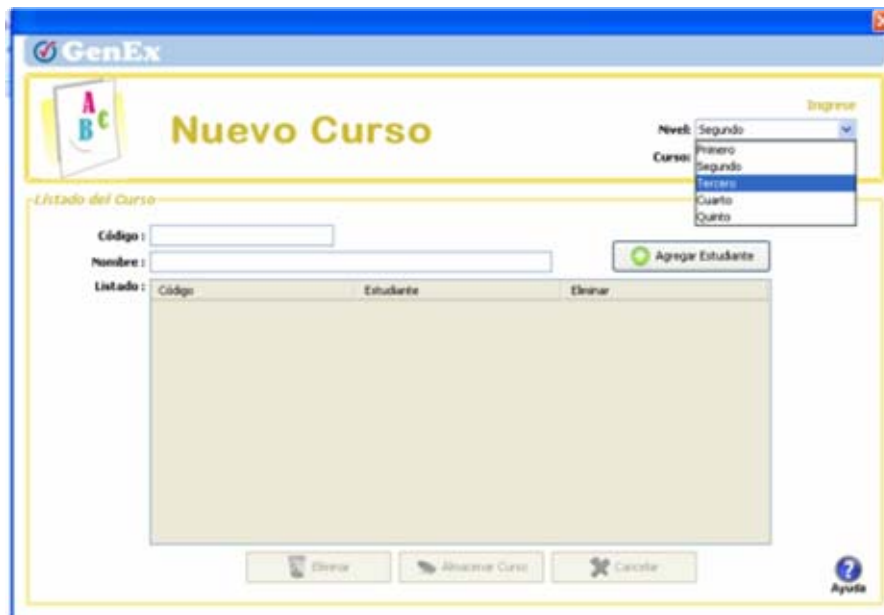 GenEx
A
B c
Nuevo Curso
Ingrese
Nivel: Segundo
Curso: Primero
Segundo
Tercero
Cuarto
Quinto
Listado del Curso
Código :
Nombre :
Agregar Estudiante
Listado :
Código Estudiante Eliminar
Eliminar Almacenar Curso Cancelar
Ayuda